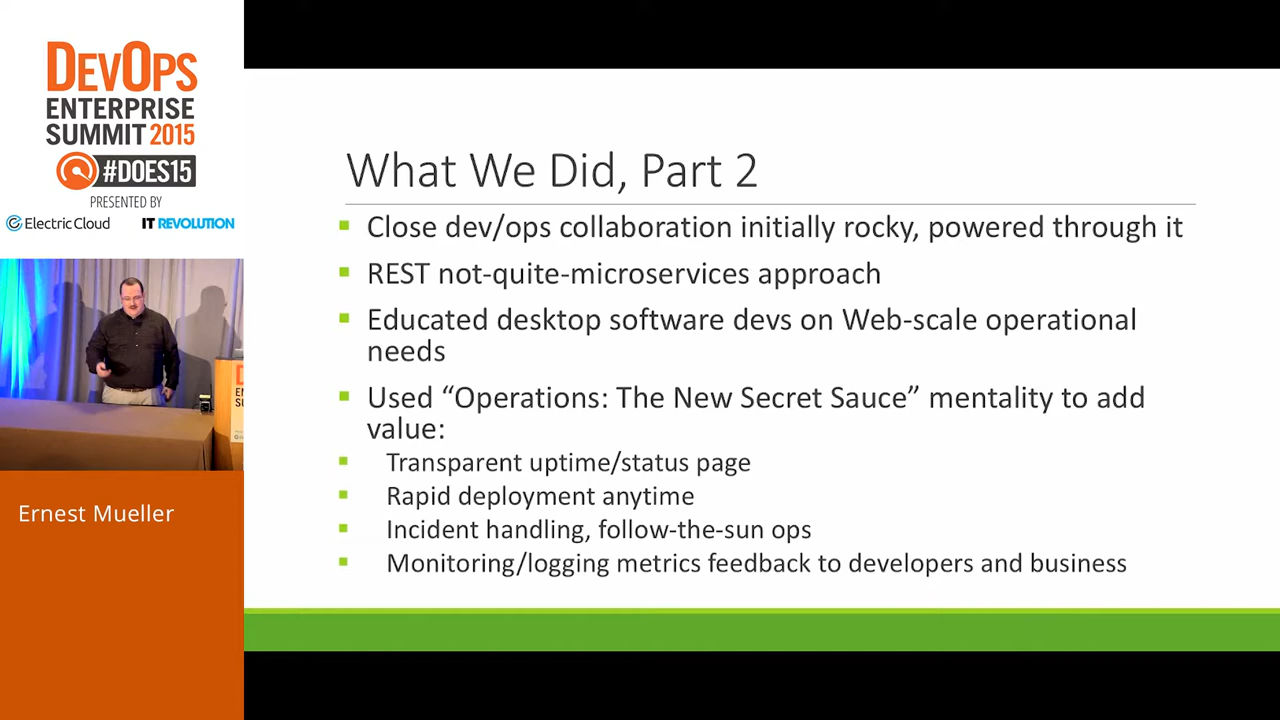 DEVOPS
ENTERPRISE
SUMMIT 2015
#DOES15
PRESENTED BY
Electric Cloud
IT REVOLUTION
Ernest Mueller
What We Did, Part 2
Close dev/ops collaboration initially rocky, powered through it
REST not-quite-microservices approach
Educated desktop software devs on Web-scale operational
needs
Used “Operations: The New Secret Sauce” mentality to add
value:
Transparent uptime/status page
Rapid deployment anytime
Incident handling, follow-the-sun ops
Monitoring/logging metrics feedback to developers and business